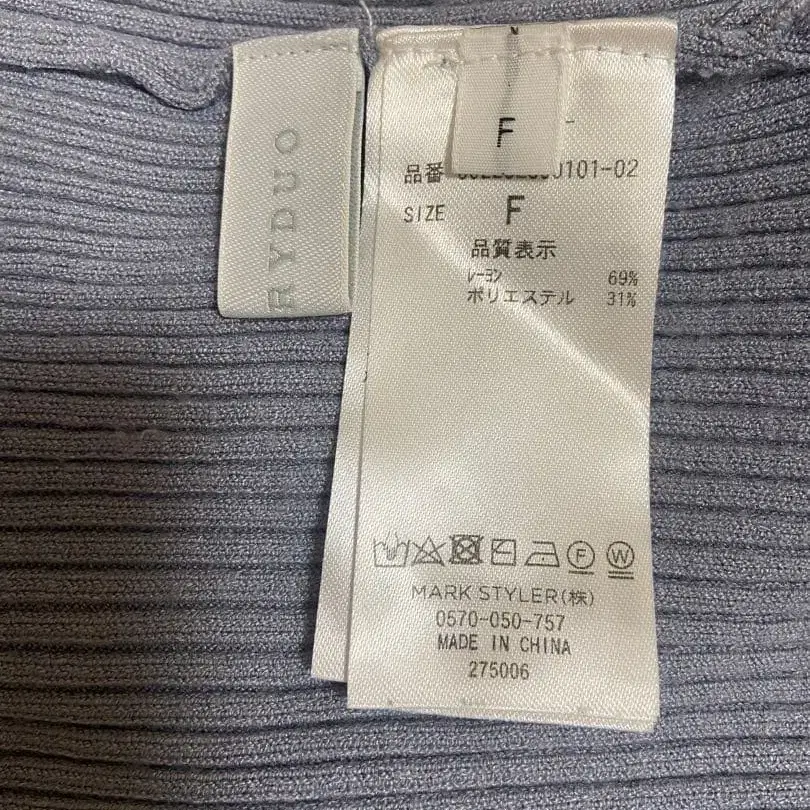 RYDUO
F
品番
J101-02
SIZE F
品質表示
レーヨン 69%
ポリエステル 31%
F W
MARK STYLER(株)
0570-050-757
MADE IN CHINA
275006